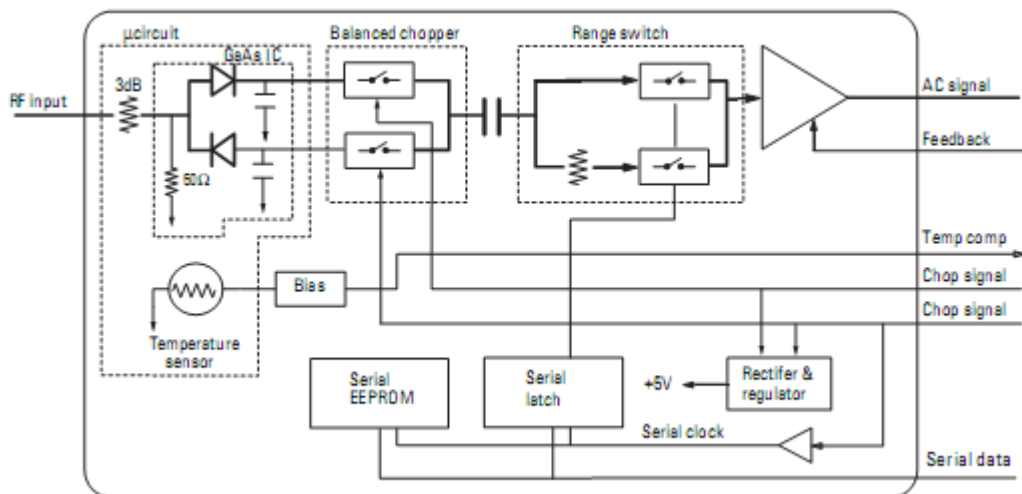 μcircuit
Balanced chopper
Range switch
GaAs IC
3dB
RF input
AC signal
Feedback
50Ω
Temp comp
Chop signal
Bias
Chop signal
Temperature
sensor
Serial
EEPROM
Serial
latch
+5V
Rectifer &
regulator
Serial clock
Serial data